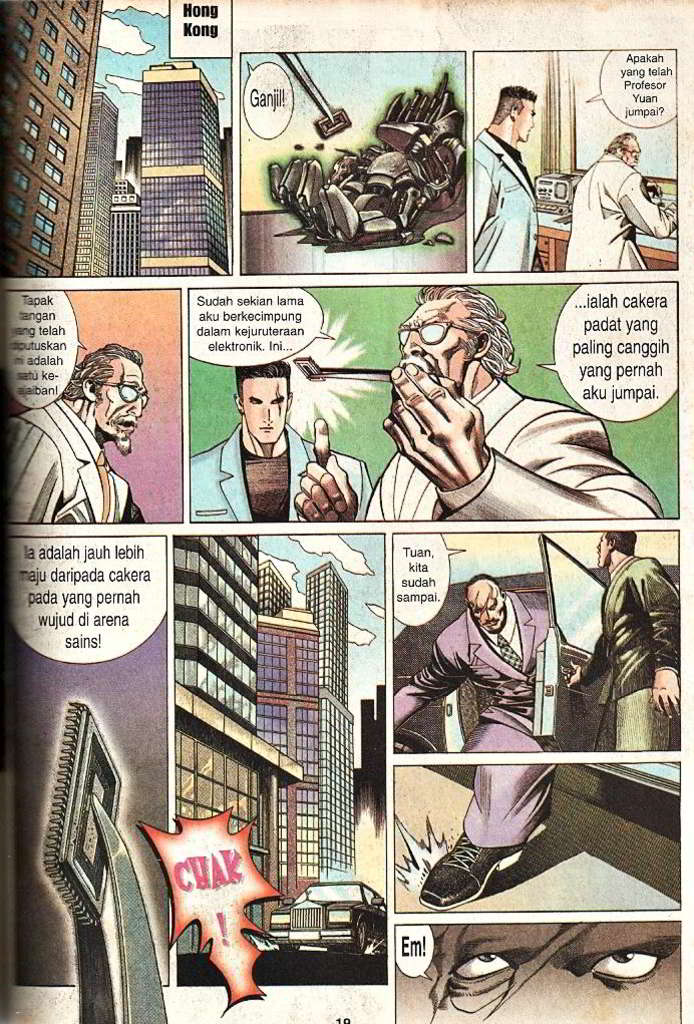 Hong
Kong
Ganjil!
Apakah
yang telah
Profesor
Yuan
jumpai?
Tapak
tangan
yang telah
diputuskan
ini adalah
satu ke-
ajaiban!
Sudah sekian lama
aku berkecimpung
dalam kejuruteraan
elektronik. Ini...
...ialah cakera
padat yang
paling canggih
yang pernah
aku jumpai.
Ia adalah jauh lebih
maju daripada cakera
pada yang pernah
wujud di arena
sains!
CHAK
!
Tuan,
kita
sudah
sampai.
Em!